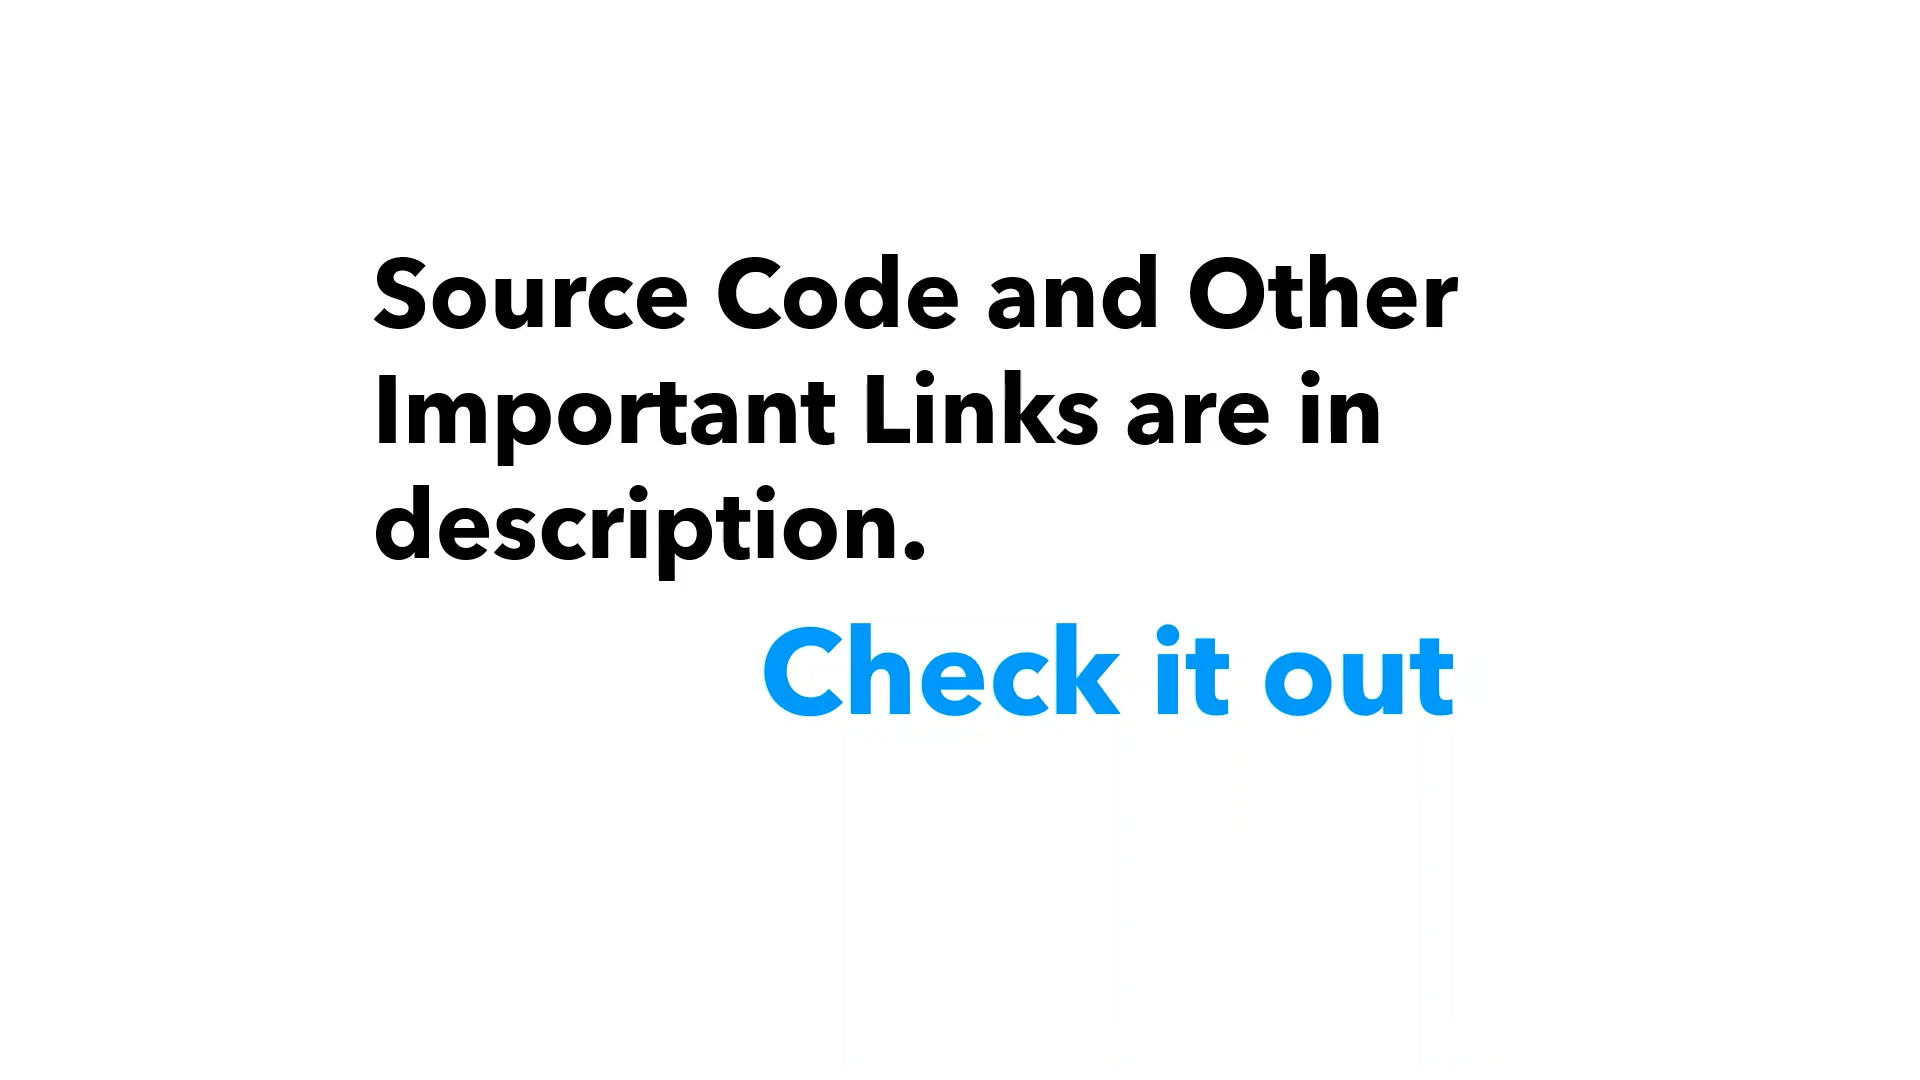 Source Code and Other
Important Links are in
description.
Check it out